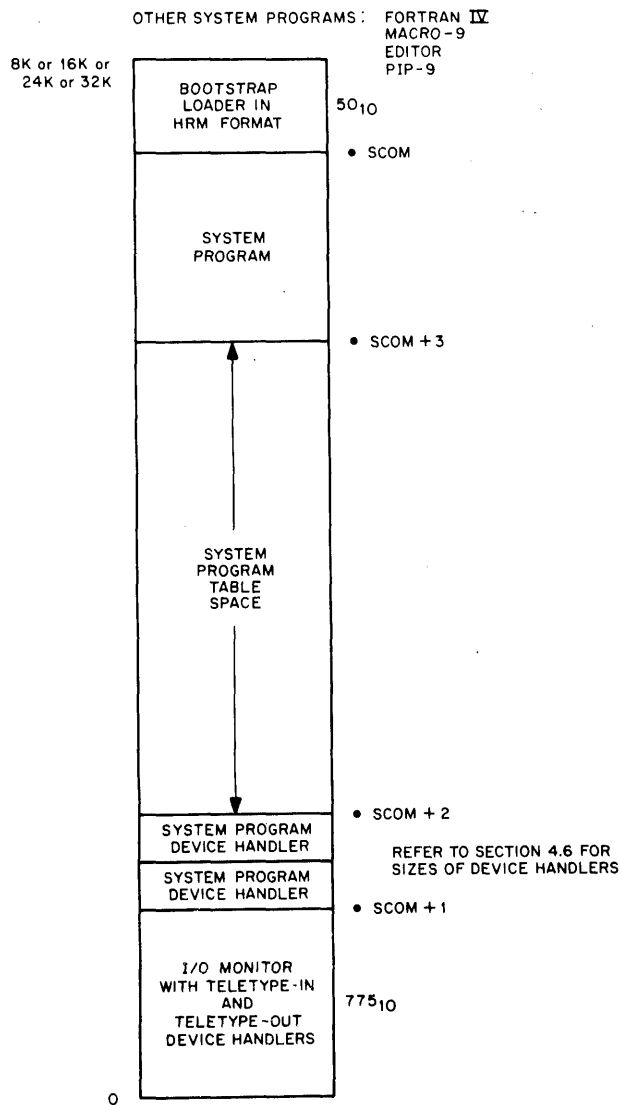 OTHER SYSTEM PROGRAMS: FORTRAN IV
MACRO-9
EDITOR
PIP-9
8K or 16K or
24K or 32K
BOOTSTRAP
LOADER IN
HRM FORMAT
50₁₀
• SCOM
SYSTEM
PROGRAM
• SCOM + 3
SYSTEM
PROGRAM
TABLE
SPACE
• SCOM + 2
SYSTEM PROGRAM
DEVICE HANDLER
REFER TO SECTION 4.6 FOR
SIZES OF DEVICE HANDLERS
SYSTEM PROGRAM
DEVICE HANDLER
• SCOM + 1
I/O MONITOR
WITH TELETYPE-IN
AND
TELETYPE-OUT
DEVICE HANDLERS
775₁₀
0